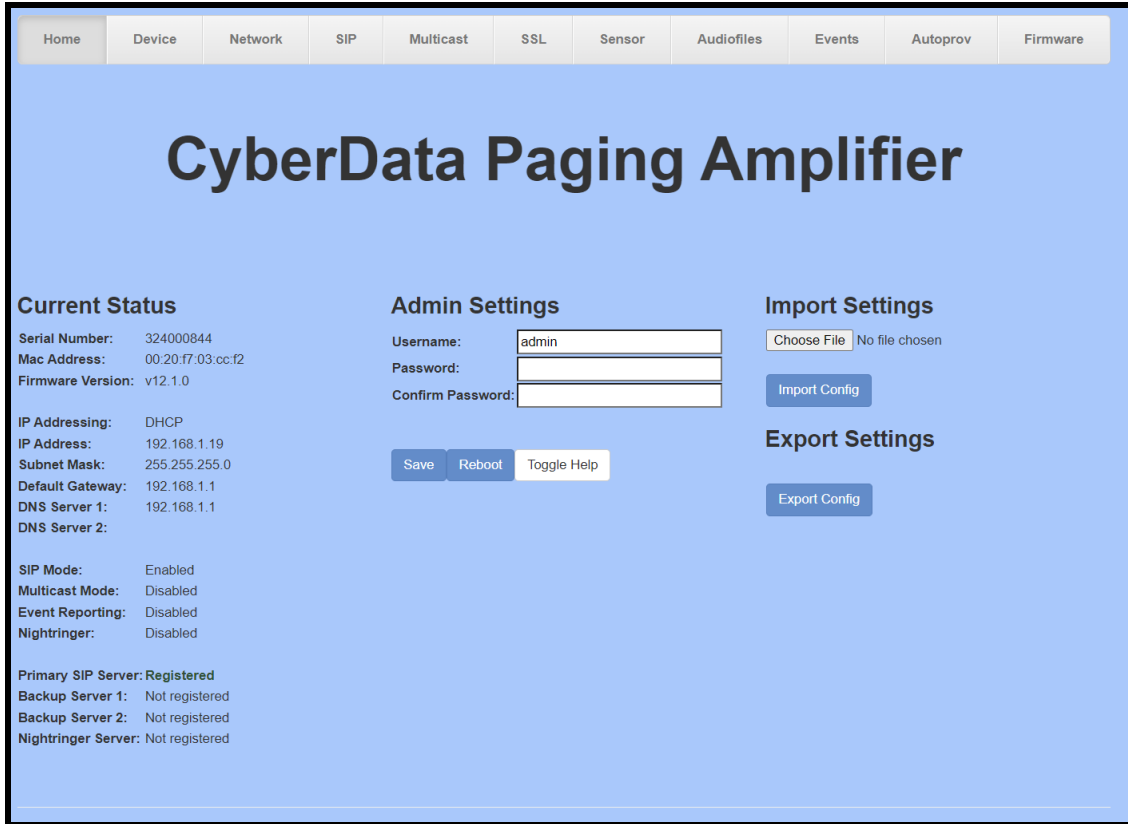 Home Device Network SIP Multicast SSL Sensor Audiofiles Events Autoprov Firmware
CyberData Paging Amplifier
Current Status
Serial Number: 324000844
Mac Address: 00:20:f7:03:cc:f2
Firmware Version: v12.1.0
IP Addressing: DHCP
IP Address: 192.168.1.19
Subnet Mask: 255.255.255.0
Default Gateway: 192.168.1.1
DNS Server 1: 192.168.1.1
DNS Server 2:
SIP Mode: Enabled
Multicast Mode: Disabled
Event Reporting: Disabled
Nightringer: Disabled
Primary SIP Server: Registered
Backup Server 1: Not registered
Backup Server 2: Not registered
Nightringer Server: Not registered
Admin Settings
Username: admin
Password:
Confirm Password:
Save Reboot Toggle Help
Import Settings
Choose File No file chosen
Import Config
Export Settings
Export Config